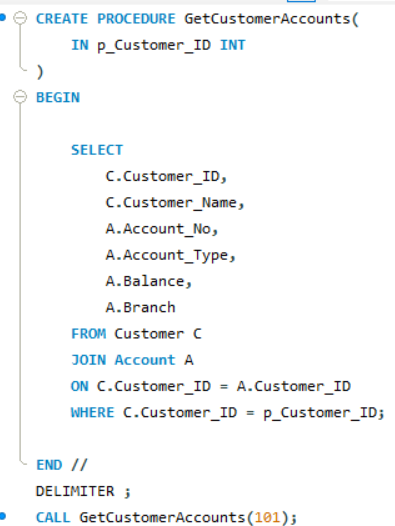 CREATE PROCEDURE GetCustomerAccounts(
IN p_Customer_ID INT
)
BEGIN
SELECT
C.Customer_ID,
C.Customer_Name,
A.Account_No,
A.Account_Type,
A.Balance,
A.Branch
FROM Customer C
JOIN Account A
ON C.Customer_ID = A.Customer_ID
WHERE C.Customer_ID = p_Customer_ID;
END //
DELIMITER ;
CALL GetCustomerAccounts(101);